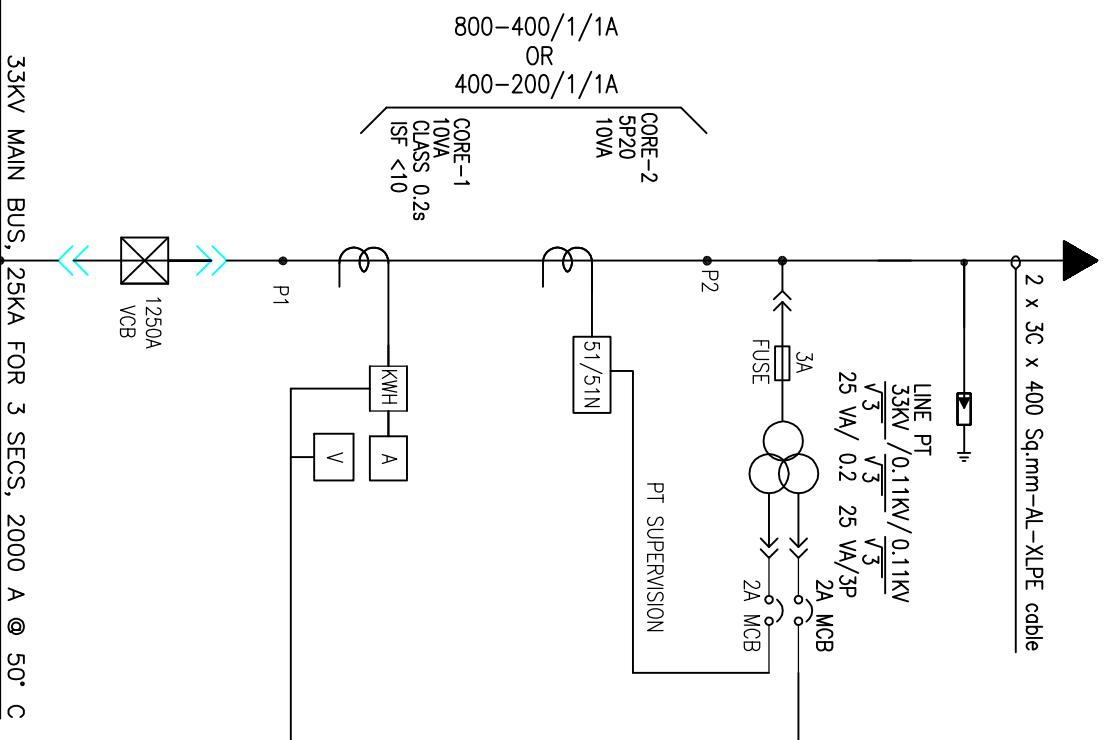 800-400/1/1A
OR
400-200/1/1A
CORE-2
5P20
10VA
CORE-1
10VA
CLASS 0.2s
ISF <10
33KV MAIN BUS, 25KA FOR 3 SECS, 2000 A @ 50° C
1250A
VCB
P1
P2
KWH
A
V
51/51N
PT SUPERVISION
3A
FUSE
LINE PT
33KV /0.11KV/ 0.11KV
√3 √3 √3
25 VA/ 0.2 25 VA/3P
2A MCB
2A MCB
2 x 3C x 400 Sq.mm-AL-XLPE cable